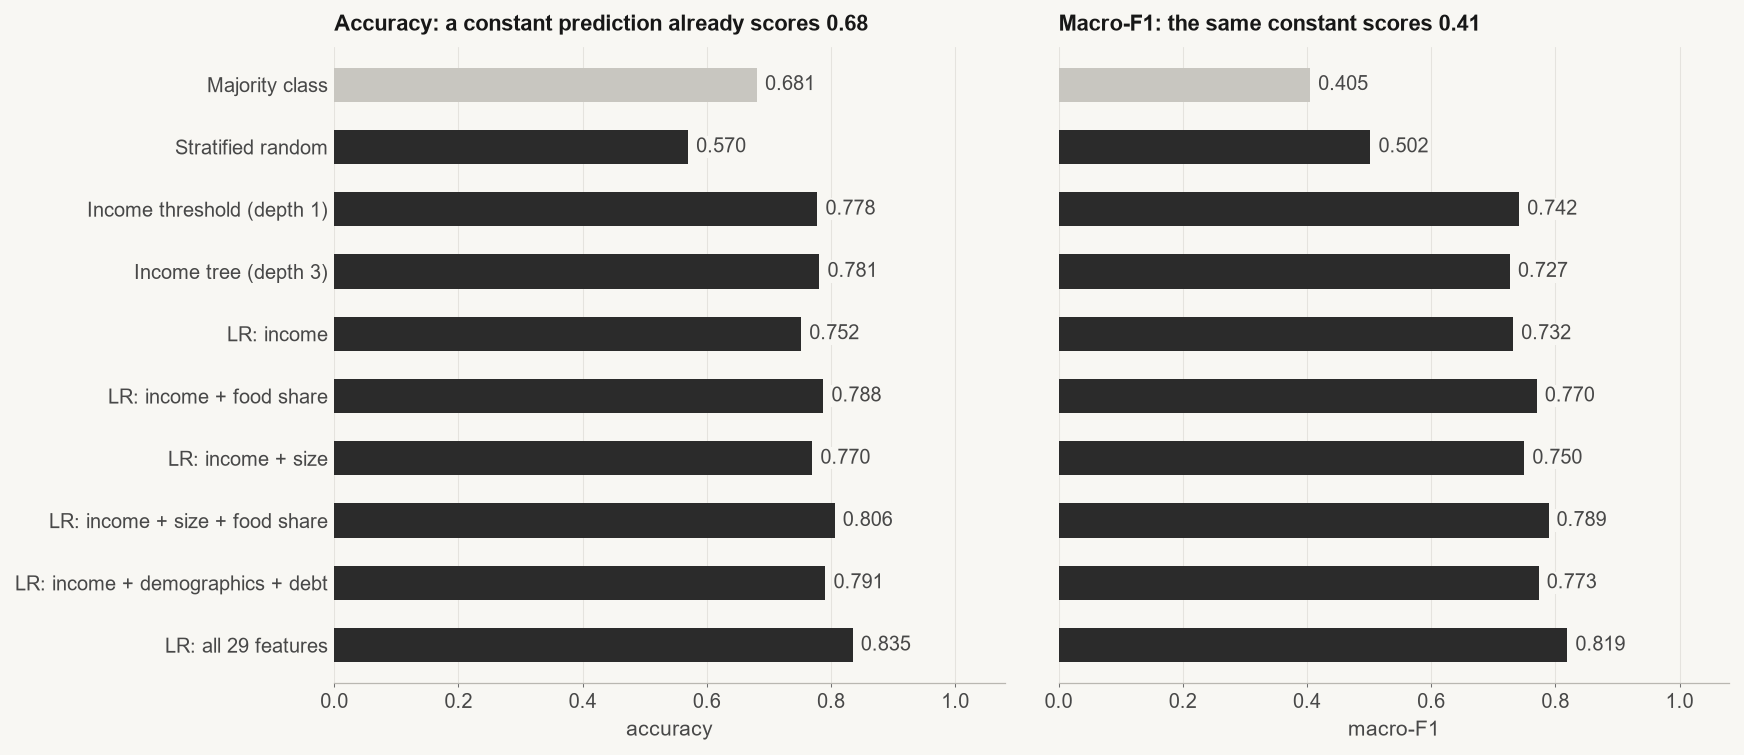 Accuracy: a constant prediction already scores 0.68
Majority class 0.681
Stratified random 0.570
Income threshold (depth 1) 0.778
Income tree (depth 3) 0.781
LR: income 0.752
LR: income + food share 0.788
LR: income + size 0.770
LR: income + size + food share 0.806
LR: income + demographics + debt 0.791
LR: all 29 features 0.835
0.0 0.2 0.4 0.6 0.8 1.0
accuracy
Macro-F1: the same constant scores 0.41
0.405
0.502
0.742
0.727
0.732
0.770
0.750
0.789
0.773
0.819
0.0 0.2 0.4 0.6 0.8 1.0
macro-F1